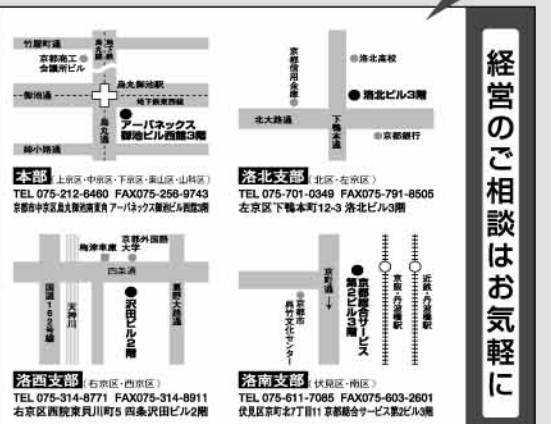 経営のご相談はお気軽に
竹屋町通
地下鉄
烏丸線
京都商工
会議所ビル
烏丸御池駅
御池通
地下鉄東西線
烏丸通
アーバネックス
御池ビル西館3階
綾小路通
本部(上京区・中京区・下京区・東山区・山科区)
TEL 075-212-6460 FAX075-256-9743
京都市中京区烏丸御池南東角 アーバネックス御池ビル西館3階
京都信用金庫
洛北高校
洛北ビル3階
北大路通
下鴨本通
京都銀行
洛北支部(北区・左京区)
TEL 075-701-0349 FAX075-791-8505
左京区下鴨本町12-3 洛北ビル3階
梅津車庫
京都外国語
大学
四条通
国道162号線
天神川
沢田ビル2階
葛野大路通
洛西支部(右京区・西京区)
TEL 075-314-8771 FAX075-314-8911
右京区西院東貝川町5 四条沢田ビル2階
京町通
京都市
呉竹文化センター
京都総合サービス
第2ビル3階
京阪・丹波橋駅
近鉄・丹波橋駅
洛南支部(伏見区・南区)
TEL 075-611-7085 FAX075-603-2601
伏見区京町北7丁目11 京都総合サービス第2ビル3階